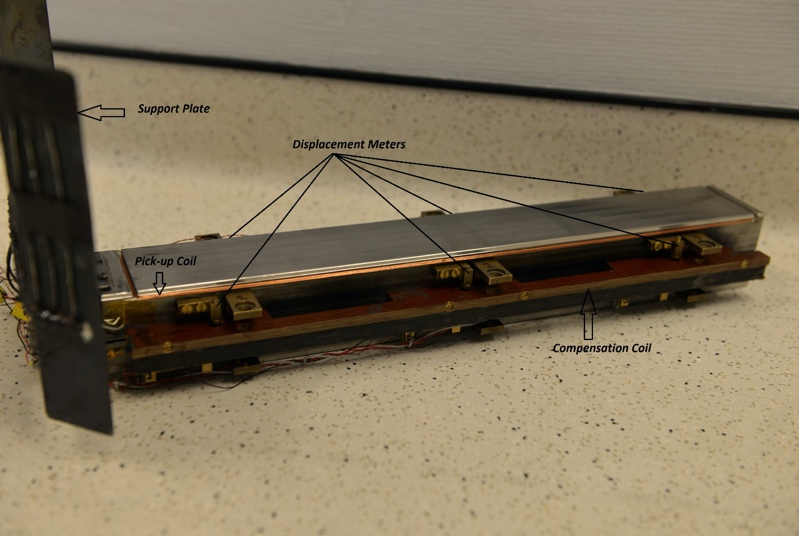 Support Plate
Displacement Meters
Pick-up Coil
Compensation Coil